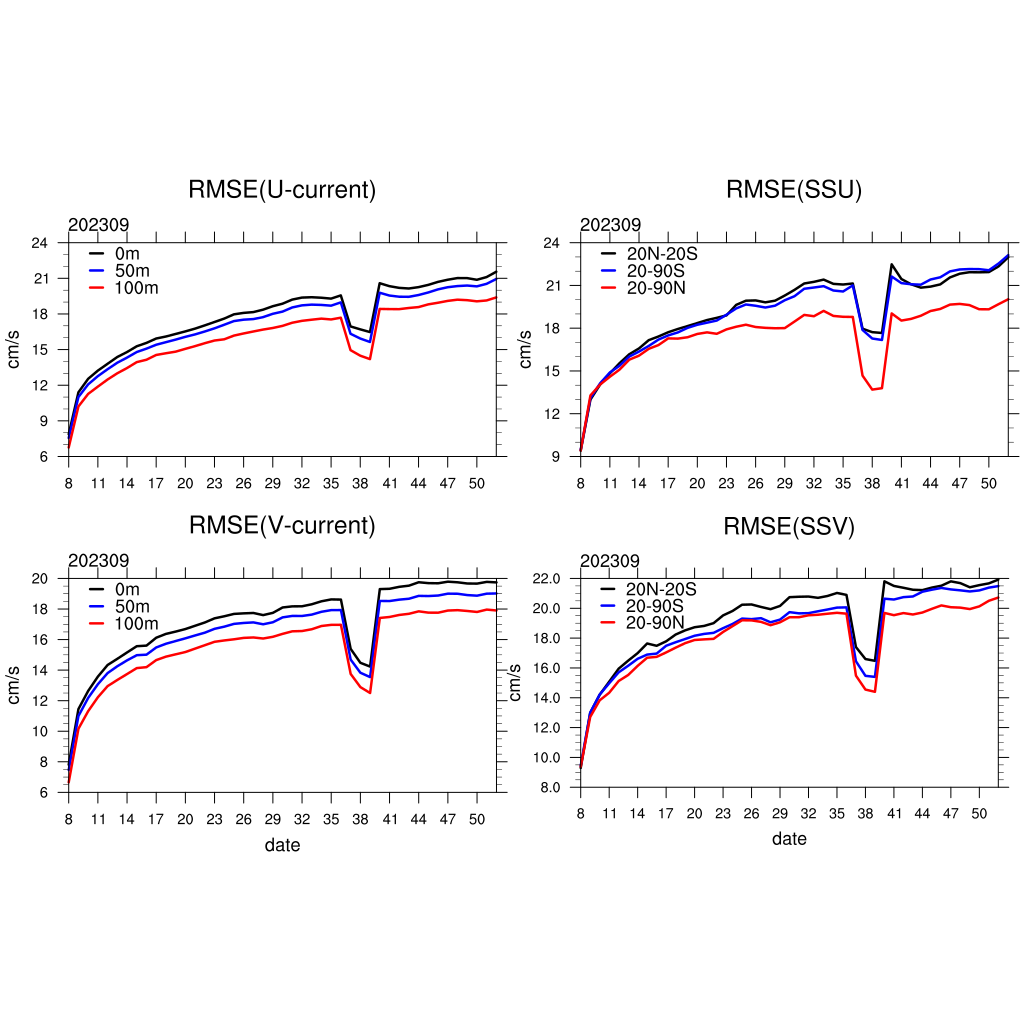 RMSE(U-current)
202309
0m
50m
100m
24
21
18
15
12
9
6
cm/s
8 11 14 17 20 23 26 29 32 35 38 41 44 47 50
RMSE(SSU)
202309
20N-20S
20-90S
20-90N
24
21
18
15
12
9
cm/s
8 11 14 17 20 23 26 29 32 35 38 41 44 47 50
RMSE(V-current)
202309
0m
50m
100m
20
18
16
14
12
10
8
6
cm/s
8 11 14 17 20 23 26 29 32 35 38 41 44 47 50
date
RMSE(SSV)
202309
20N-20S
20-90S
20-90N
22.0
20.0
18.0
16.0
14.0
12.0
10.0
8.0
cm/s
8 11 14 17 20 23 26 29 32 35 38 41 44 47 50
date